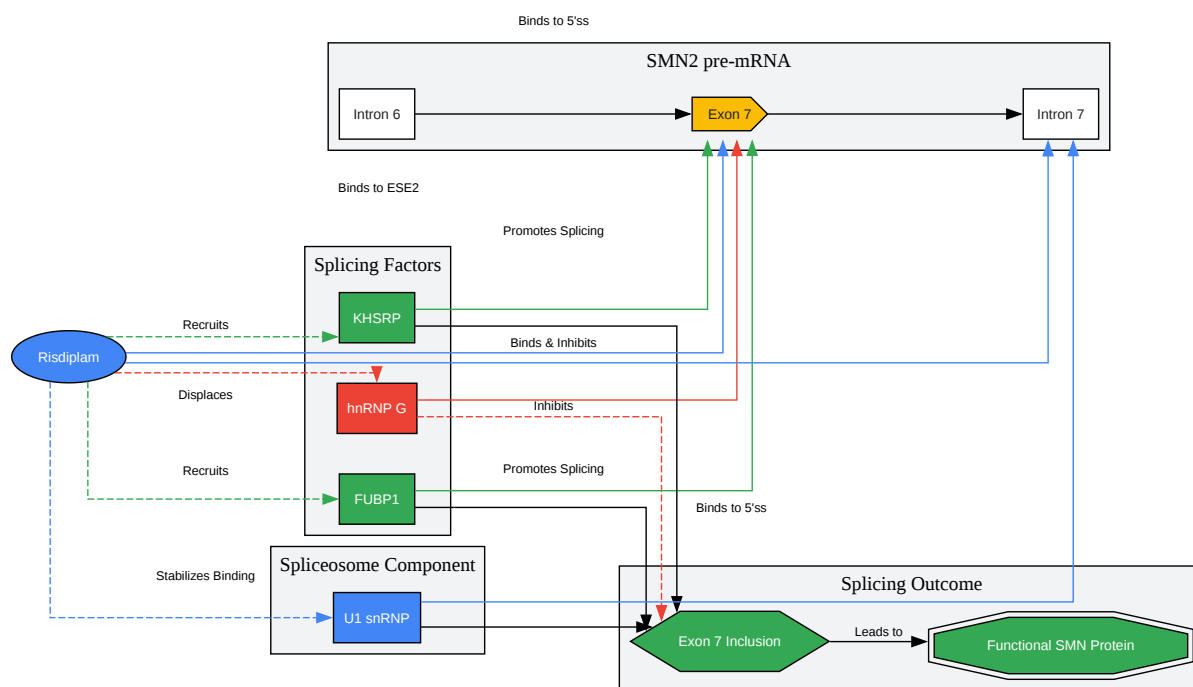 Binds to 5'ss
SMN2 pre-mRNA
Intron 6
Exon 7
Intron 7
Binds to ESE2
Promotes Splicing
Splicing Factors
KHSRP
Recruits
Binds & Inhibits
Risdiplam
Displaces
hnRNP G
Inhibits
Recruits
Promotes Splicing
FUBP1
Binds to 5'ss
Spliceosome Component
Stabilizes Binding
Splicing Outcome
U1 snRNP
Exon 7 Inclusion
Leads to
Functional SMN Protein